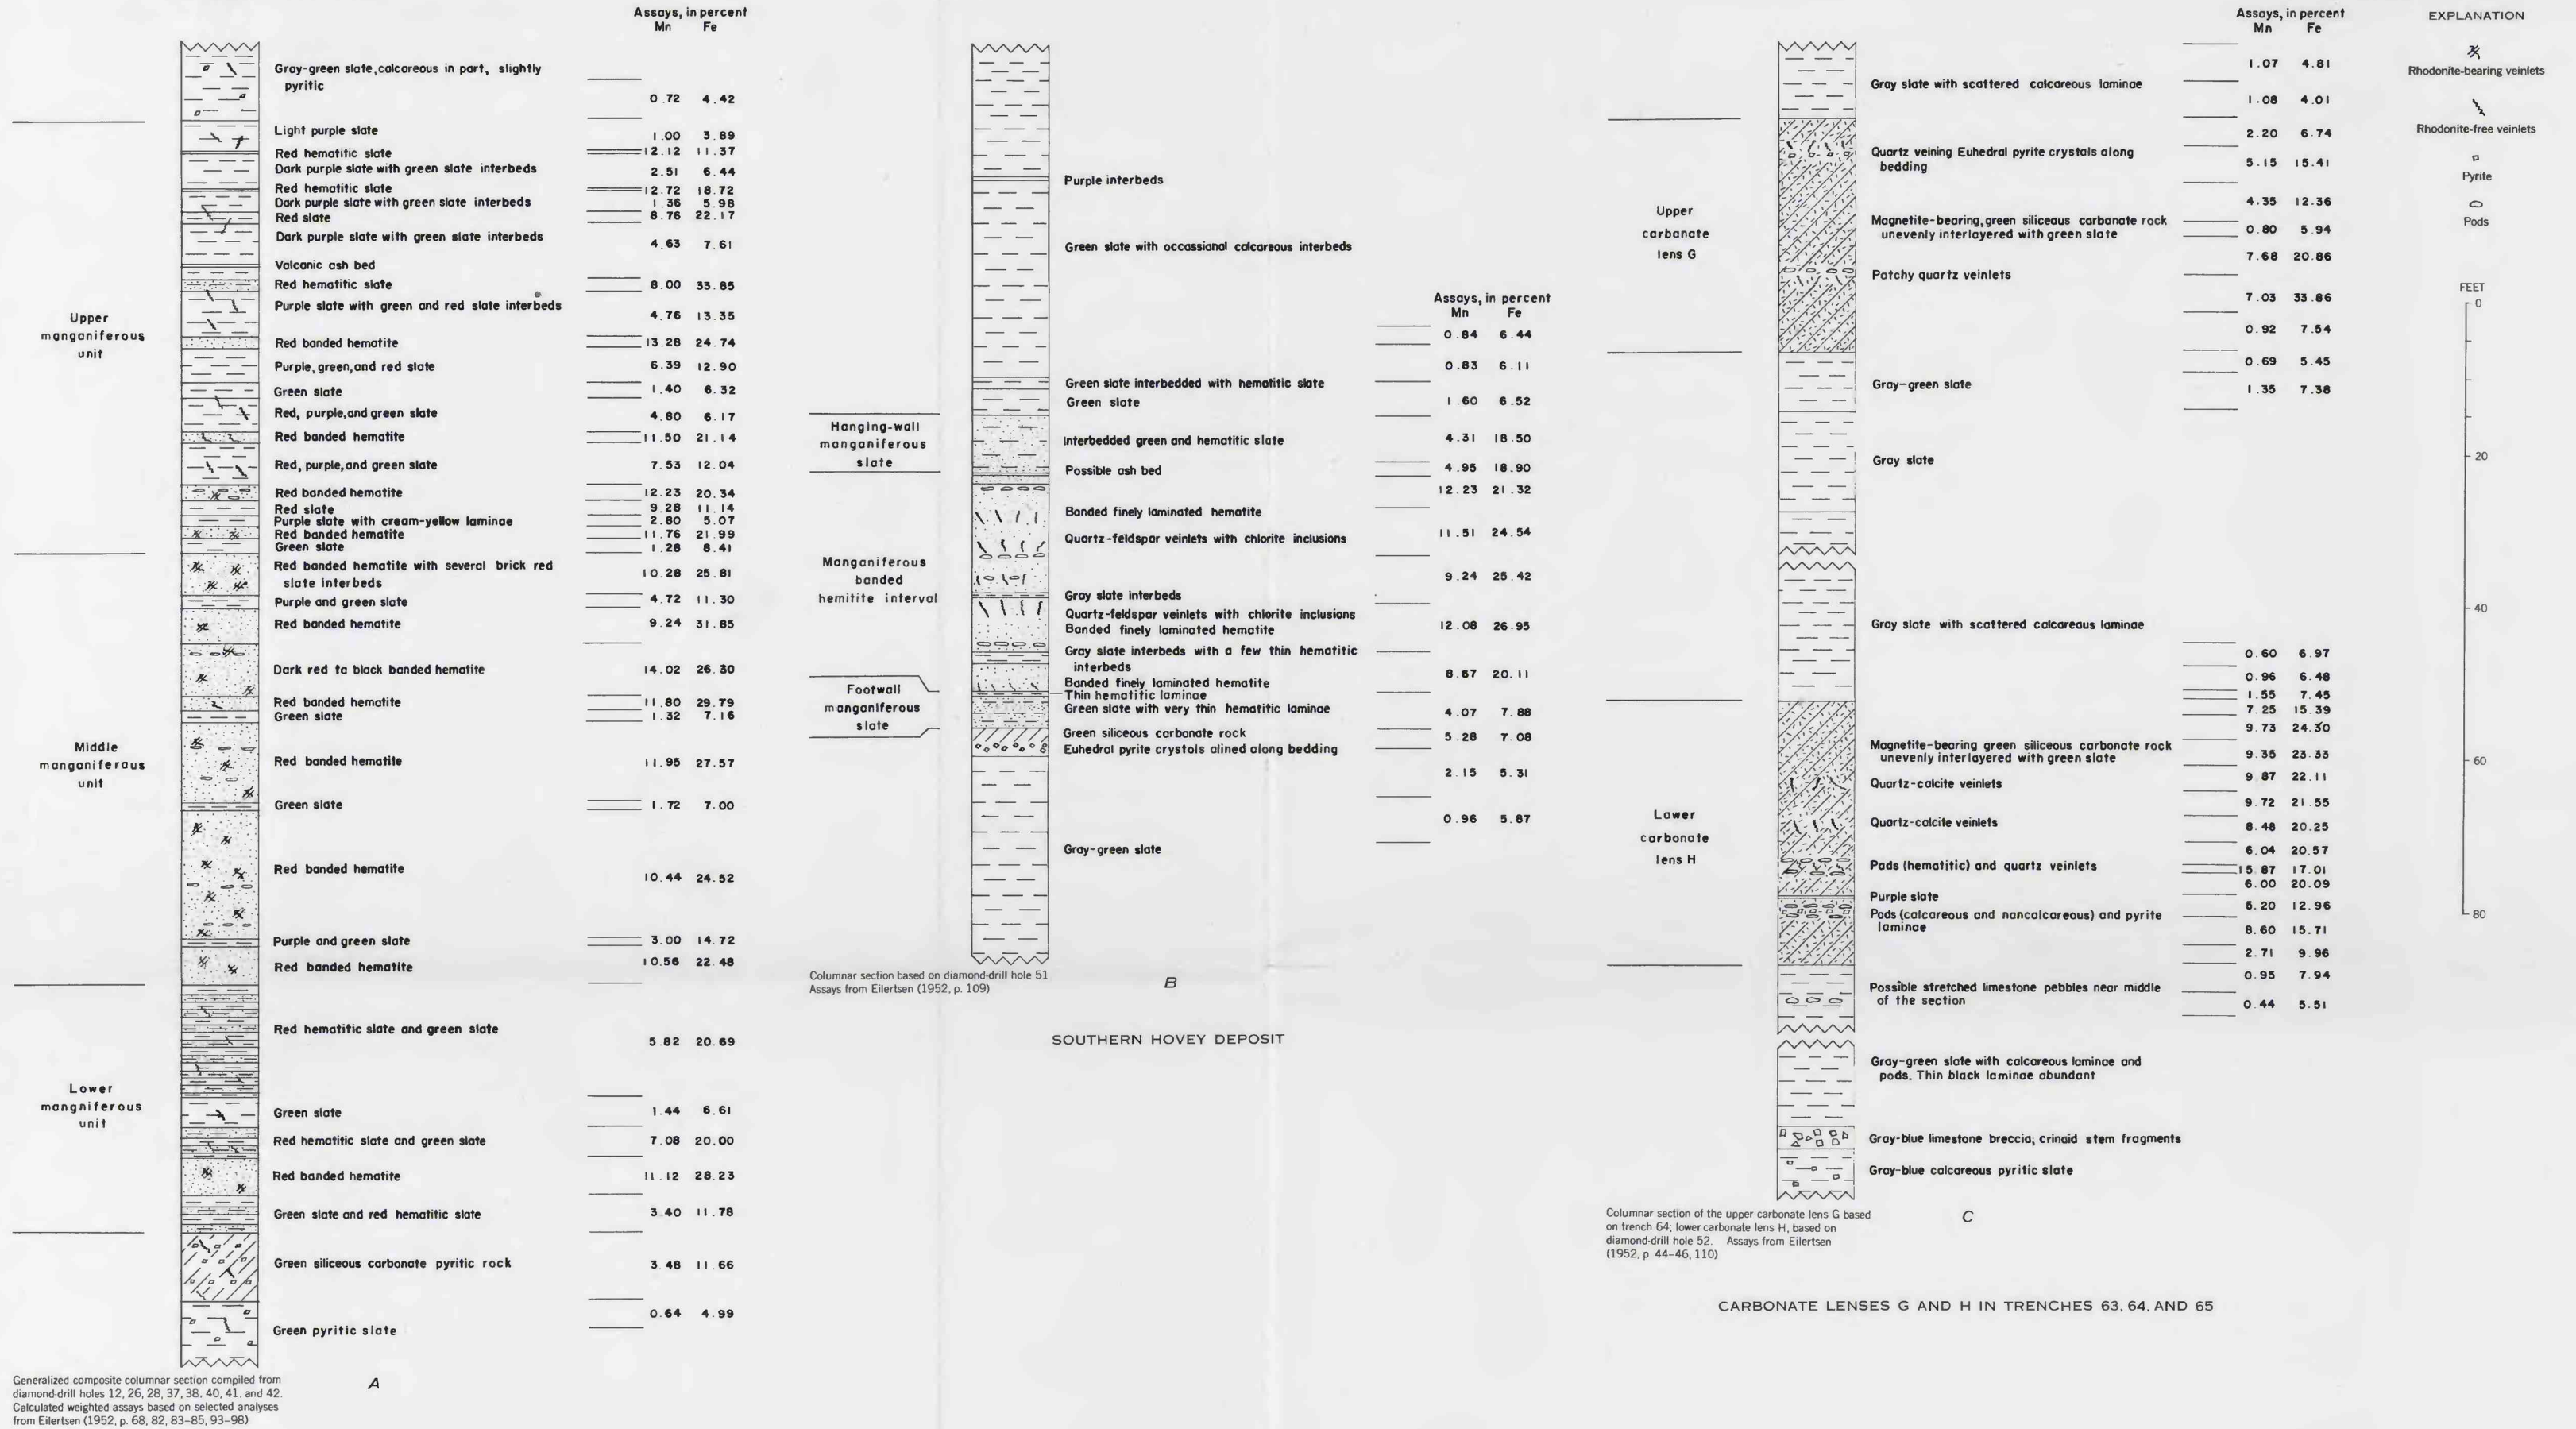 Assays, in percent
Mn Fe
Gray-green slate, calcareous in part, slightly
pyritic
0.72 4.42
Light purple slate
1.00 3.89
Red hematitic slate
12.12 11.37
Dark purple slate with green slate interbeds
2.51 6.44
Red hematitic slate
12.72 18.72
Dark purple slate with green slate interbeds
1.36 5.98
Red slate
8.76 22.17
Dark purple slate with green slate interbeds
4.63 7.61
Valcanic ash bed
Red hematitic slate
8.00 33.85
Purple slate with green and red slate interbeds
4.76 13.35
Upper
manganiferous
unit
Red banded hematite
13.28 24.74
Purple, green, and red slate
6.39 12.90
Green slate
1.40 6.32
Red, purple, and green slate
4.80 6.17
Red banded hematite
11.50 21.14
Red, purple, and green slate
7.53 12.04
Red banded hematite
12.23 20.34
Red slate
9.28 11.14
Purple slate with cream-yellow laminae
2.80 5.07
Red banded hematite
11.76 21.99
Green slate
1.28 8.41
Red banded hematite with several brick red
slate interbeds
10.28 25.81
Purple and green slate
4.72 11.30
Red banded hematite
9.24 31.85
Dark red to black banded hematite
14.02 26.30
Red banded hematite
11.80 29.79
Green slate
1.32 7.16
Middle
manganiferous
unit
Red banded hematite
11.95 27.57
Green slate
1.72 7.00
Red banded hematite
10.44 24.52
Purple and green slate
3.00 14.72
Red banded hematite
10.56 22.48
Red hematitic slate and green slate
5.82 20.69
Lower
mangniferous
unit
Green slate
1.44 6.61
Red hematitic slate and green slate
7.08 20.00
Red banded hematite
11.12 28.23
Green slate and red hematitic slate
3.40 11.78
Green siliceous carbonate pyritic rock
3.48 11.66
0.64 4.99
Green pyritic slate
Generalized composite columnar section compiled from
diamond-drill holes 12, 26, 28, 37, 38, 40, 41, and 42.
Calculated weighted assays based on selected analyses
from Eilertsen (1952, p. 68, 82, 83–85, 93–98)
A
Purple interbeds
Green slate with occassional calcareous interbeds
Assays, in percent
Mn Fe
0.84 6.44
0.83 6.11
Green slate interbedded with hematitic slate
Green slate
1.60 6.52
Hanging-wall
manganiferous
slate
Interbedded green and hematitic slate
4.31 18.50
Possible ash bed
4.95 18.90
12.23 21.32
Banded finely laminated hematite
11.51 24.54
Quartz-feldspar veinlets with chlorite inclusions
Manganiferous
banded
hemitite interval
9.24 25.42
Gray slate interbeds
Quartz-feldspar veinlets with chlorite inclusions
12.08 26.95
Banded finely laminated hematite
Gray slate interbeds with a few thin hematitic
interbeds
8.67 20.11
Banded finely laminated hematite
Thin hematitic laminae
Footwall
manganiferous
slate
Green slate with very thin hematitic laminae
4.07 7.88
Green siliceous carbonate rock
5.28 7.08
Euhedral pyrite crystals alined along bedding
2.15 5.31
0.96 5.87
Gray-green slate
Columnar section based on diamond-drill hole 51
Assays from Eilertsen (1952, p. 109)
B
SOUTHERN HOVEY DEPOSIT
Assays, in percent
Mn Fe
1.07 4.81
Gray slate with scattered calcareous laminae
1.08 4.01
2.20 6.74
Quartz veining Euhedral pyrite crystals along
bedding
5.15 15.41
4.35 12.36
Upper
carbonate
lens G
Magnetite-bearing, green siliceous carbonate rock
unevenly interlayered with green slate
0.80 5.94
7.68 20.86
Patchy quartz veinlets
7.03 33.86
0.92 7.54
0.69 5.45
Gray-green slate
1.35 7.38
Gray slate
Gray slate with scattered calcareous laminae
0.60 6.97
0.96 6.48
1.55 7.45
7.25 15.39
9.73 24.30
Magnetite-bearing green siliceous carbonate rock
unevenly interlayered with green slate
9.35 23.33
9.87 22.11
Quartz-calcite veinlets
9.72 21.55
Quartz-calcite veinlets
8.48 20.25
Lower
carbonate
lens H
6.04 20.57
Pods (hematitic) and quartz veinlets
15.87 17.01
6.00 20.09
Purple slate
5.20 12.96
Pods (calcareous and noncalcareous) and pyrite
laminae
8.60 15.71
2.71 9.96
0.95 7.94
Possible stretched limestone pebbles near middle
of the section
0.44 5.51
Gray-green slate with calcareous laminae and
pods. Thin black laminae abundant
Gray-blue limestone breccia; crinoid stem fragments
Gray-blue calcareous pyritic slate
Columnar section of the upper carbonate lens G based
on trench 64; lower carbonate lens H, based on
diamond-drill hole 52. Assays from Eilertsen
(1952, p 44–46, 110)
C
CARBONATE LENSES G AND H IN TRENCHES 63, 64, AND 65
EXPLANATION
Rhodonite-bearing veinlets
Rhodonite-free veinlets
Pyrite
Pods
FEET
0
20
40
60
80